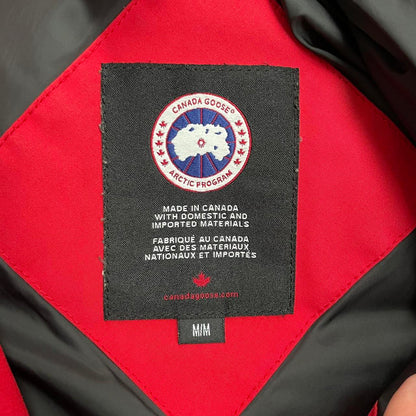 CANADA GOOSE®
ARCTIC PROGRAM
MADE IN CANADA
WITH DOMESTIC AND
IMPORTED MATERIALS
FABRIQUÉ AU CANADA
AVEC DES MATERIAUX
NATIONAUX ET IMPORTÉS
canadagoose.com
M/M